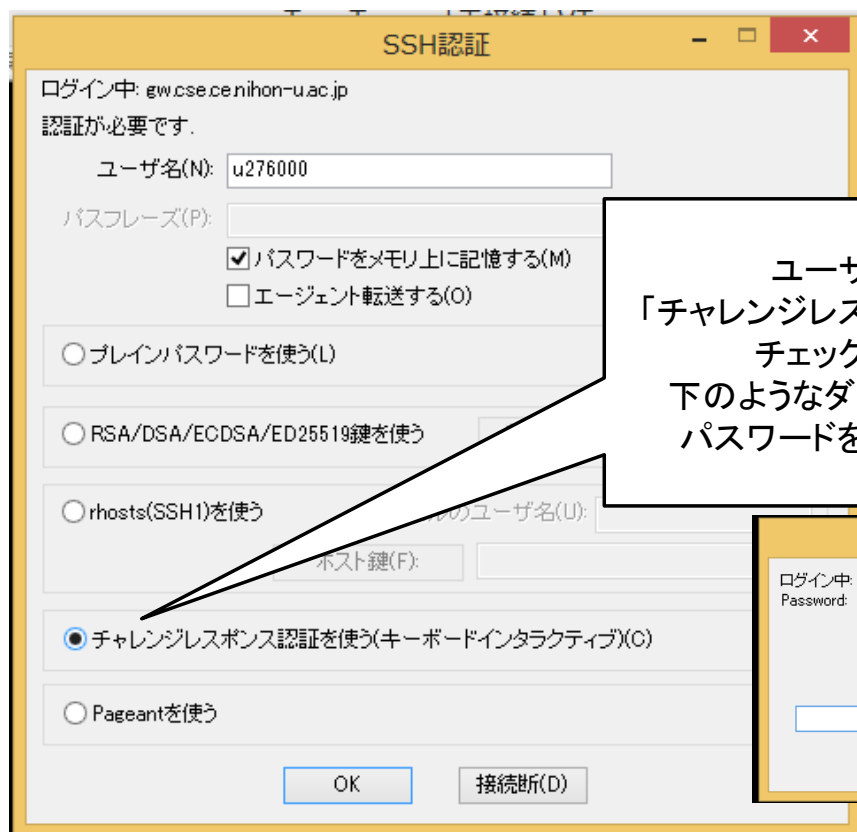 SSH認証
ログイン中: gw.cse.ce.nihon-u.ac.jp
認証が必要です.
ユーザ名(N): u276000
パスフレーズ(P):
パスワードをメモリ上に記憶する(M)
エージェント転送する(O)
プレインパスワードを使う(L)
RSA/DSA/ECDSA/ED25519鍵を使う
rhosts(SSH1)を使う
のユーザ名(U):
ホスト鍵(F):
チャレンジレスポンス認証を使う(キーボードインタラクティブ)(C)
Pageantを使う
OK 接続断(D)
ユーザ
「チャレンジレス
チェック
下のようなダ
パスワードを
ログイン中:
Password: